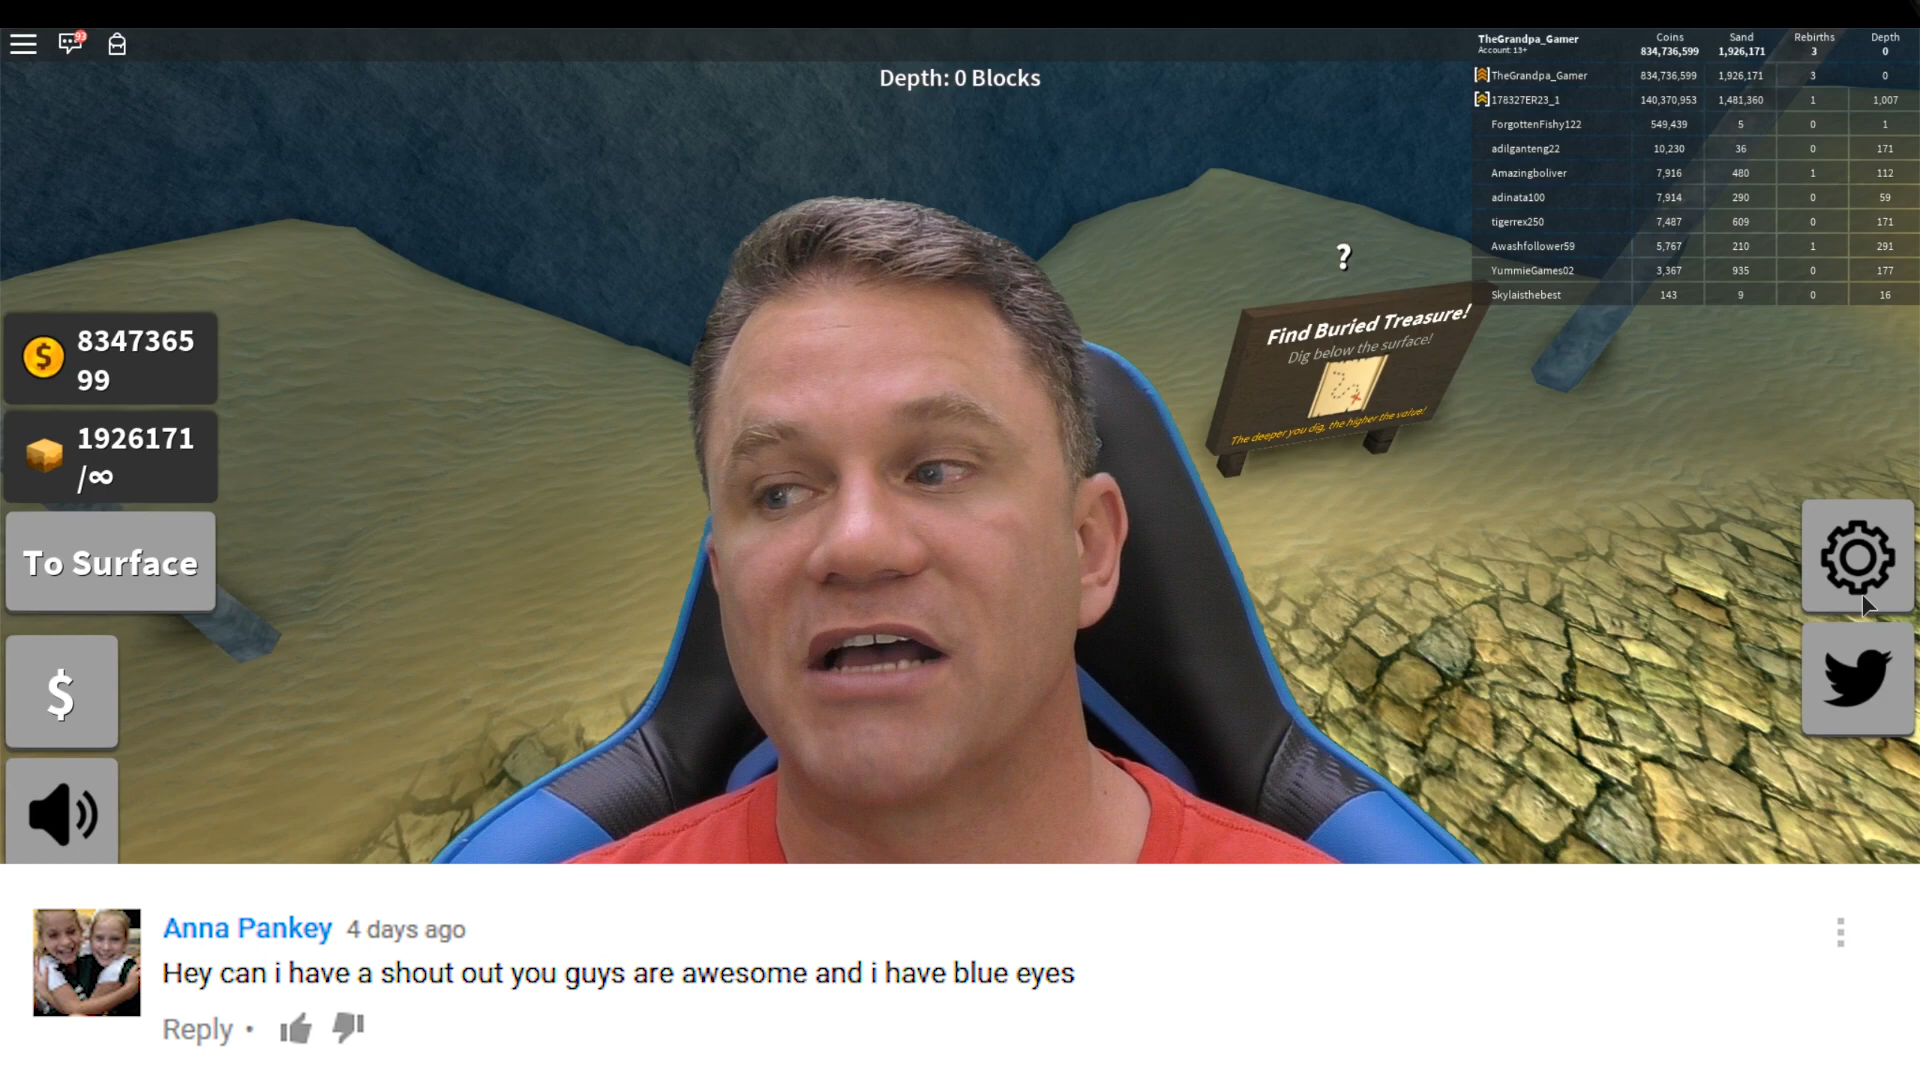 93
Depth: 0 Blocks
TheGrandpa_Gamer
Account: 13+
Coins Sand Rebirths Depth
834,736,599 1,926,171 3 0
TheGrandpa_Gamer 834,736,599 1,926,171 3 0
178327ER23_1 140,370,953 1,481,360 1 1,007
ForgottenFishy122 549,439 5 0 1
adilganteng22 10,230 36 0 171
Amazingboliver 7,916 480 1 112
adinata100 7,914 290 0 59
tigerrex250 7,487 609 0 171
Awashfollower59 5,767 210 1 291
YummieGames02 3,367 935 0 177
Skylaisthebest 143 9 0 16
?
Find Buried Treasure!
Dig below the surface!
The deeper you dig, the higher the value!
$ 8347365
99
1926171
/∞
To Surface
$
Anna Pankey 4 days ago
Hey can i have a shout out you guys are awesome and i have blue eyes
Reply •